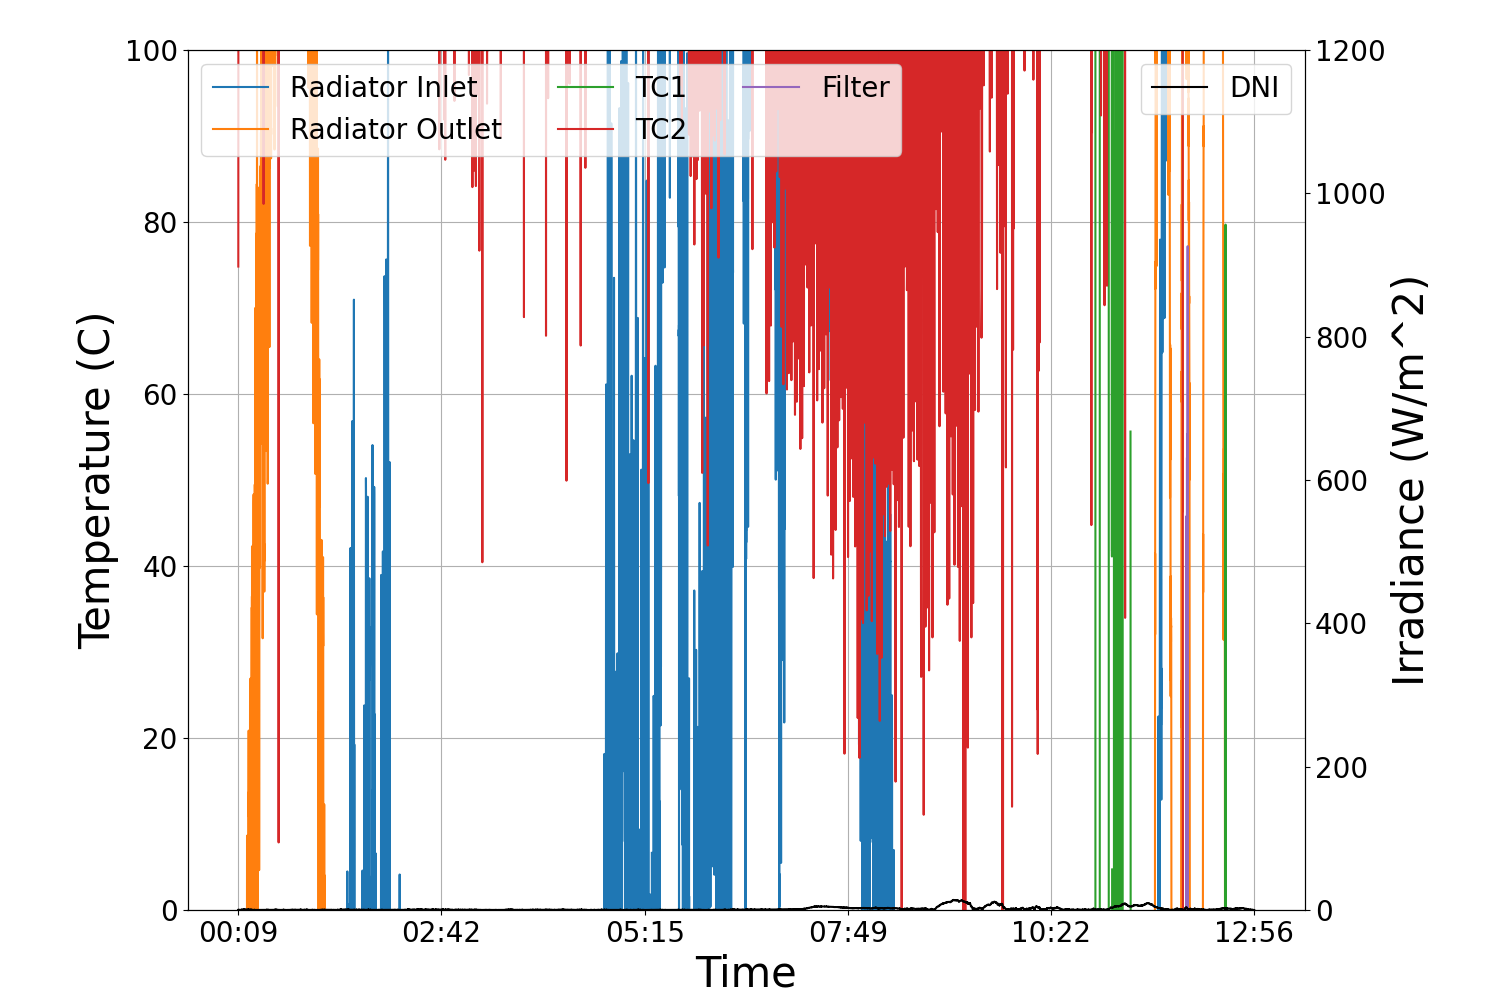 100
80
60
40
20
0
Temperature (C)
Radiator Inlet
Radiator Outlet
TC1
TC2
Filter
DNI
1200
1000
800
600
400
200
0
Irradiance (W/m^2)
00:09
02:42
05:15
07:49
10:22
12:56
Time